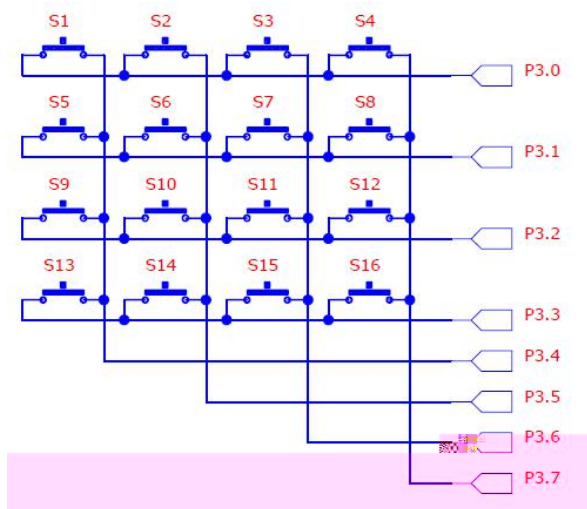 S1 S2 S3 S4
P3.0
S5 S6 S7 S8
P3.1
S9 S10 S11 S12
P3.2
S13 S14 S15 S16
P3.3
P3.4
P3.5
P3.6
P3.7